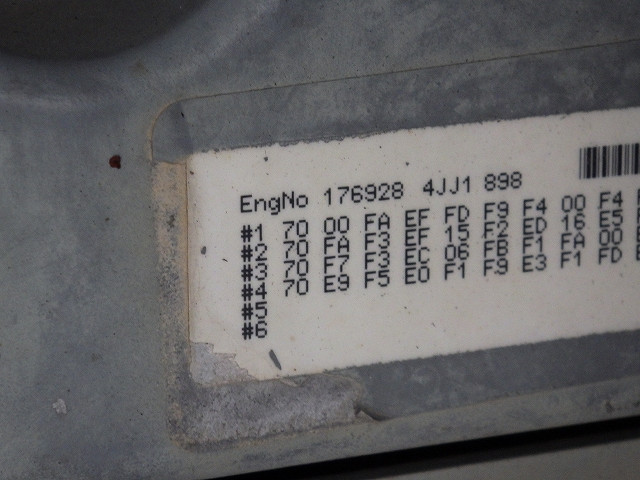 EngNo 176928 4JJ1 898
#1 70 00 FA EF FD F9 F4 00 F4
#2 70 FA F3 EF 15 F2 ED 16 E5
#3 70 F7 F3 EC 06 FB F1 FA 00
#4 70 E9 F5 E0 F1 F9 E3 F1 FD
#5
#6